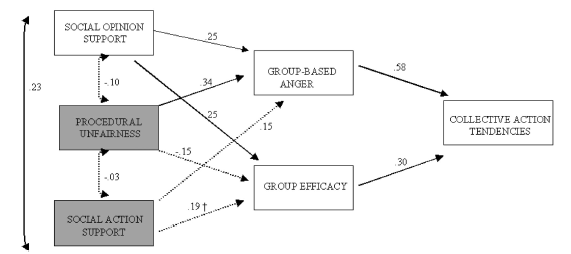 SOCIAL OPINION
SUPPORT
.25
GROUP-BASED
ANGER
.58
-.10
.23
.34
.25
PROCEDURAL
UNFAIRNESS
.15
COLLECTIVE ACTION
TENDENCIES
-.15
-.03
GROUP EFFICACY
.30
.19 †
SOCIAL ACTION
SUPPORT